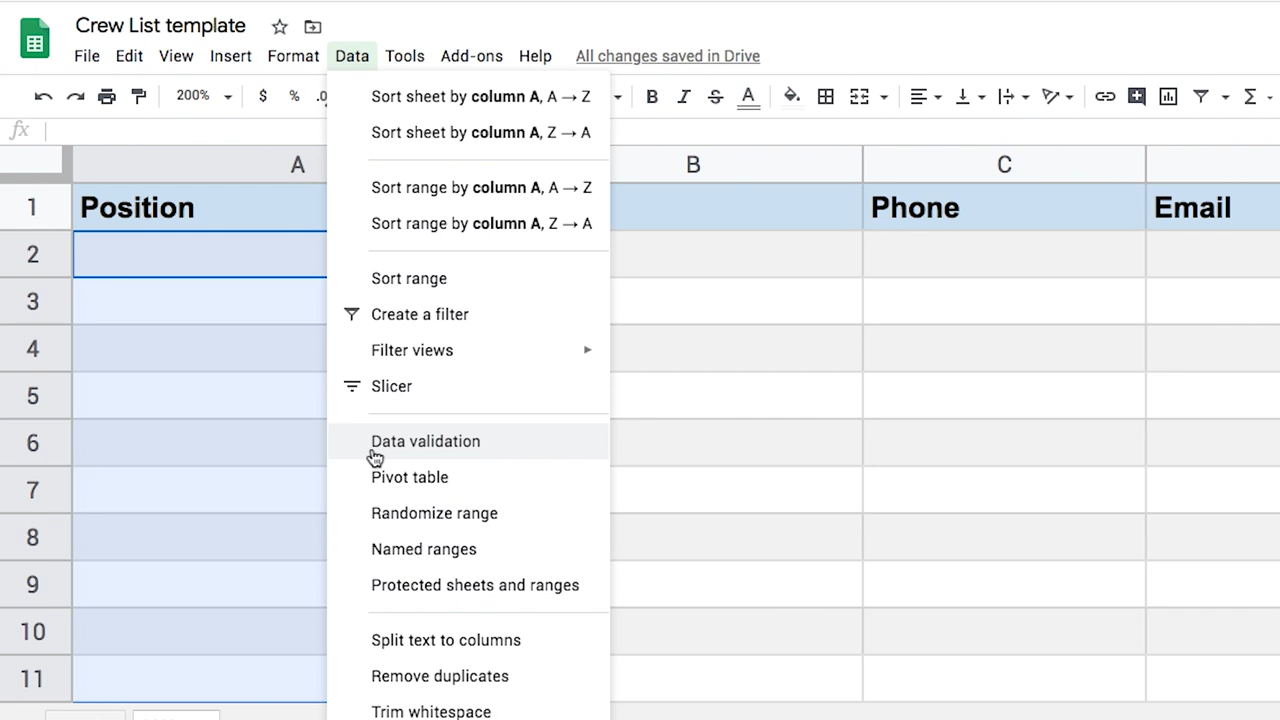 Crew List template
File Edit View Insert Format Data Tools Add-ons Help All changes saved in Drive
200% $ % .0 B I S A Σ
fx
A B C
1 Position Phone Email
2
3
4
5
6
7
8
9
10
11
Sort sheet by column A, A → Z
Sort sheet by column A, Z → A
Sort range by column A, A → Z
Sort range by column A, Z → A
Sort range
Create a filter
Filter views
Slicer
Data validation
Pivot table
Randomize range
Named ranges
Protected sheets and ranges
Split text to columns
Remove duplicates
Trim whitespace